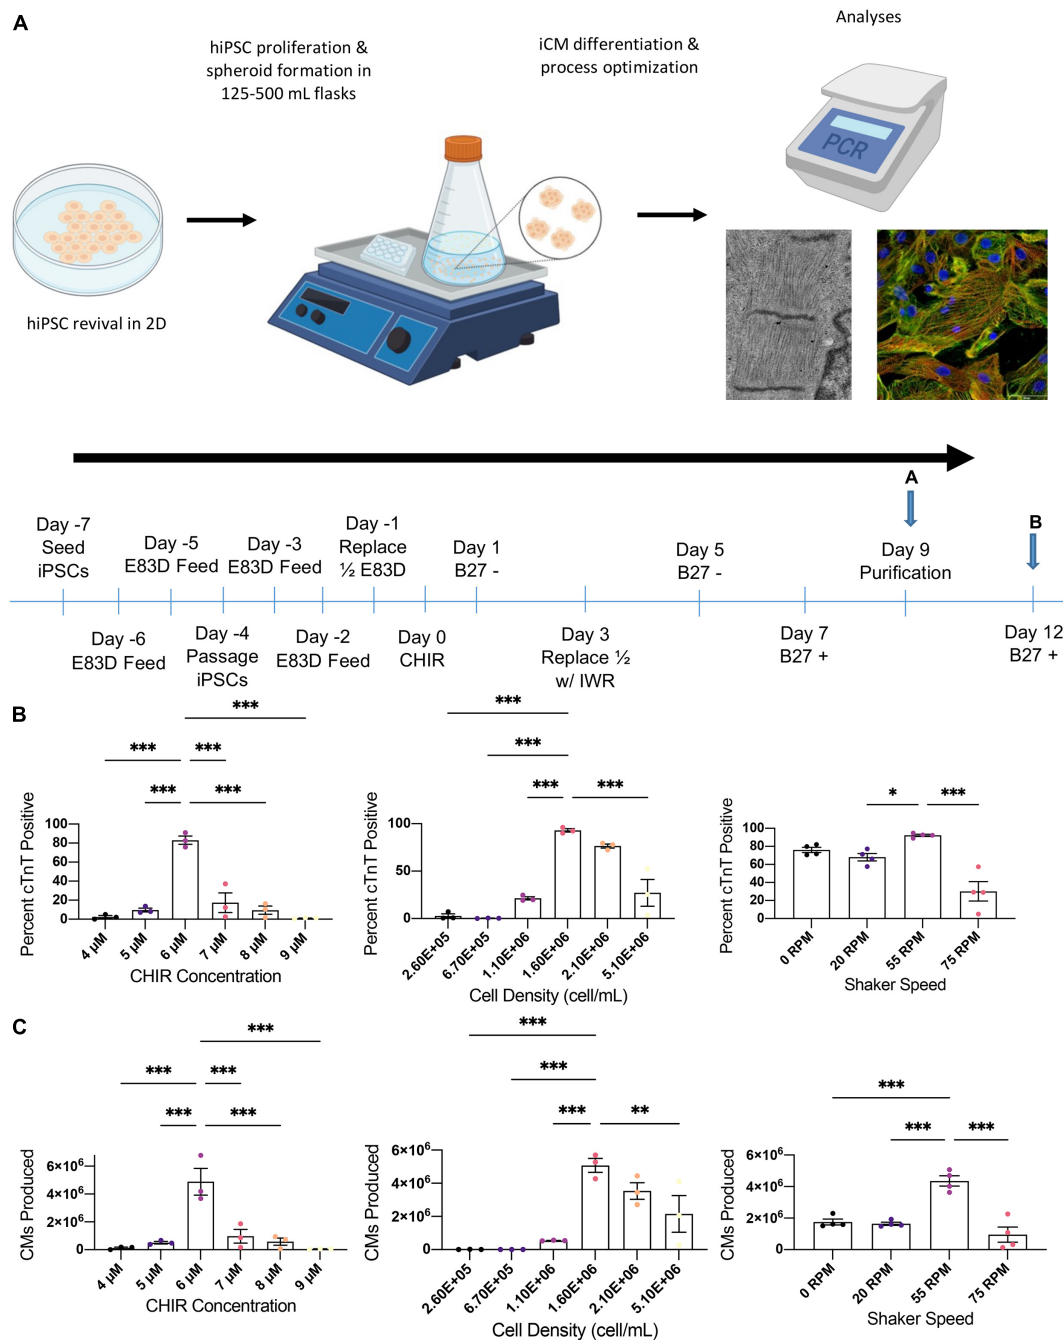 A
Analyses
hiPSC proliferation &
spheroid formation in
125-500 mL flasks
iCM differentiation &
process optimization
PCR
hiPSC revival in 2D
A
B
Day -7
Seed
iPSCs
Day -5
E83D Feed
Day -3
E83D Feed
Day -1
Replace
½ E83D
Day 1
B27 -
Day 5
B27 -
Day 9
Purification
Day -6
E83D Feed
Day -4
Passage
iPSCs
Day -2
E83D Feed
Day 0
CHIR
Day 3
Replace ½
w/ IWR
Day 7
B27 +
Day 12
B27 +
B
***
*** ***
*** ***
Percent cTnT Positive
100
80
60
40
20
0
4 µM
5 µM
6 µM
7 µM
8 µM
9 µM
CHIR Concentration
***
***
*** ***
Percent cTnT Positive
100
50
0
2.60E+05
6.70E+05
1.10E+06
1.60E+06
2.10E+06
5.10E+06
Cell Density (cell/mL)
* ***
Percent cTnT Positive
100
80
60
40
20
0
0 RPM
20 RPM
55 RPM
75 RPM
Shaker Speed
C
***
*** ***
*** ***
CMs Produced
6×10⁶
4×10⁶
2×10⁶
0
4 µM
5 µM
6 µM
7 µM
8 µM
9 µM
CHIR Concentration
***
***
*** **
CMs Produced
6×10⁶
4×10⁶
2×10⁶
0
2.60E+05
6.70E+05
1.10E+06
1.60E+06
2.10E+06
5.10E+06
Cell Density (cell/mL)
***
*** ***
CMs Produced
6×10⁶
4×10⁶
2×10⁶
0
0 RPM
20 RPM
55 RPM
75 RPM
Shaker Speed